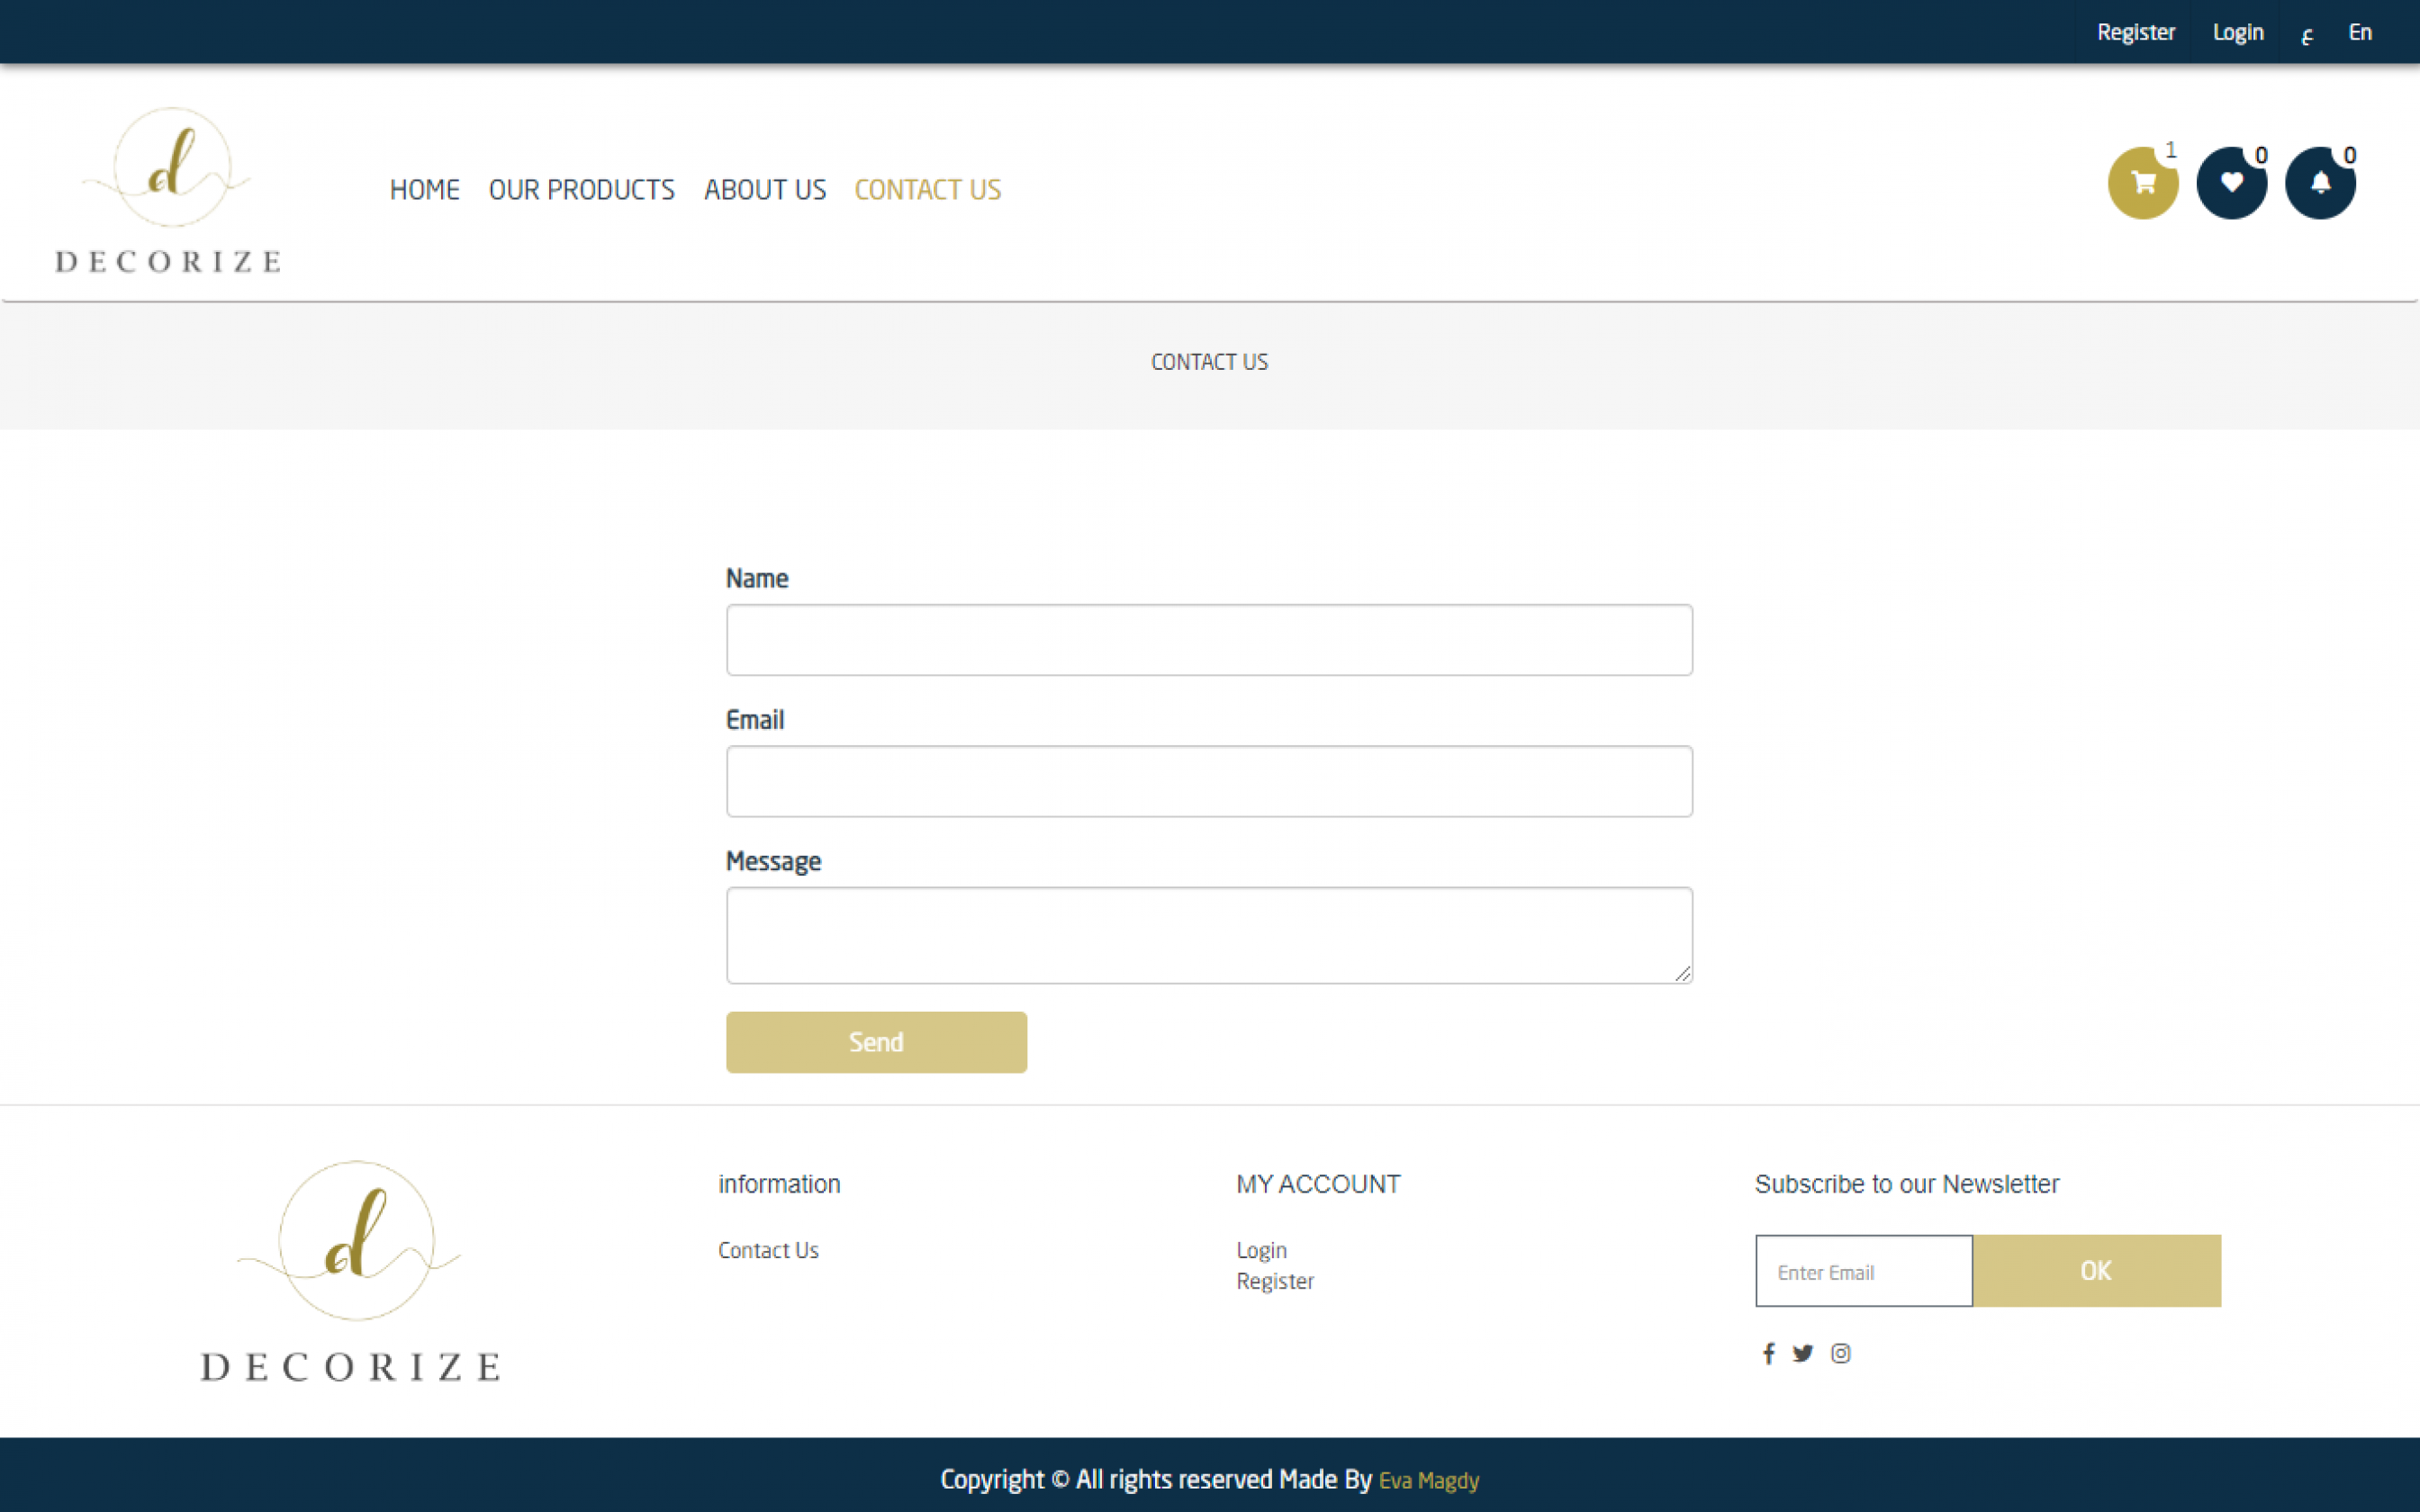 Register Login ع En
d
DECORIZE
HOME OUR PRODUCTS ABOUT US CONTACT US
1 0 0
CONTACT US
Name
Email
Message
Send
d
DECORIZE
information
Contact Us
MY ACCOUNT
Login
Register
Subscribe to our Newsletter
Enter Email OK
Copyright © All rights reserved Made By Eva Magdy